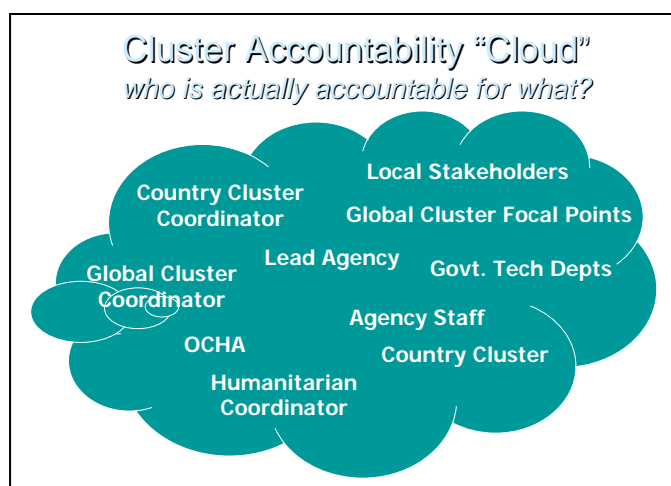 Cluster Accountability “Cloud”
who is actually accountable for what?
Local Stakeholders
Country Cluster
Coordinator
Global Cluster Focal Points
Lead Agency
Govt. Tech Depts
Global Cluster
Coordinator
Agency Staff
OCHA
Country Cluster
Humanitarian
Coordinator